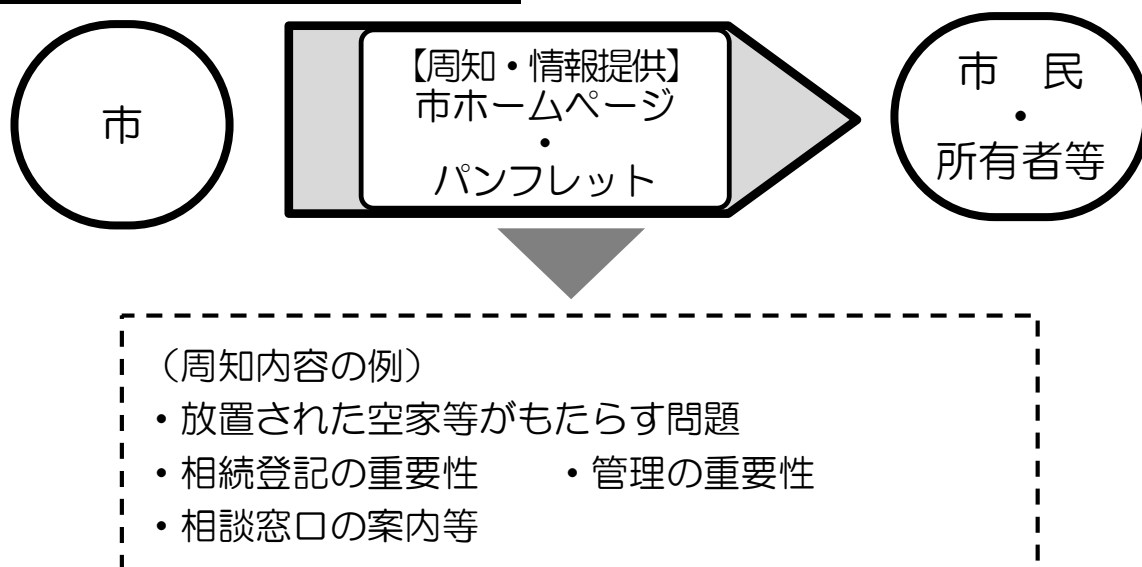 市
【周知・情報提供】
市ホームページ
・
パンフレット
市　民
・
所有者等
（周知内容の例）
・放置された空家等がもたらす問題
・相続登記の重要性　　・管理の重要性
・相談窓口の案内等